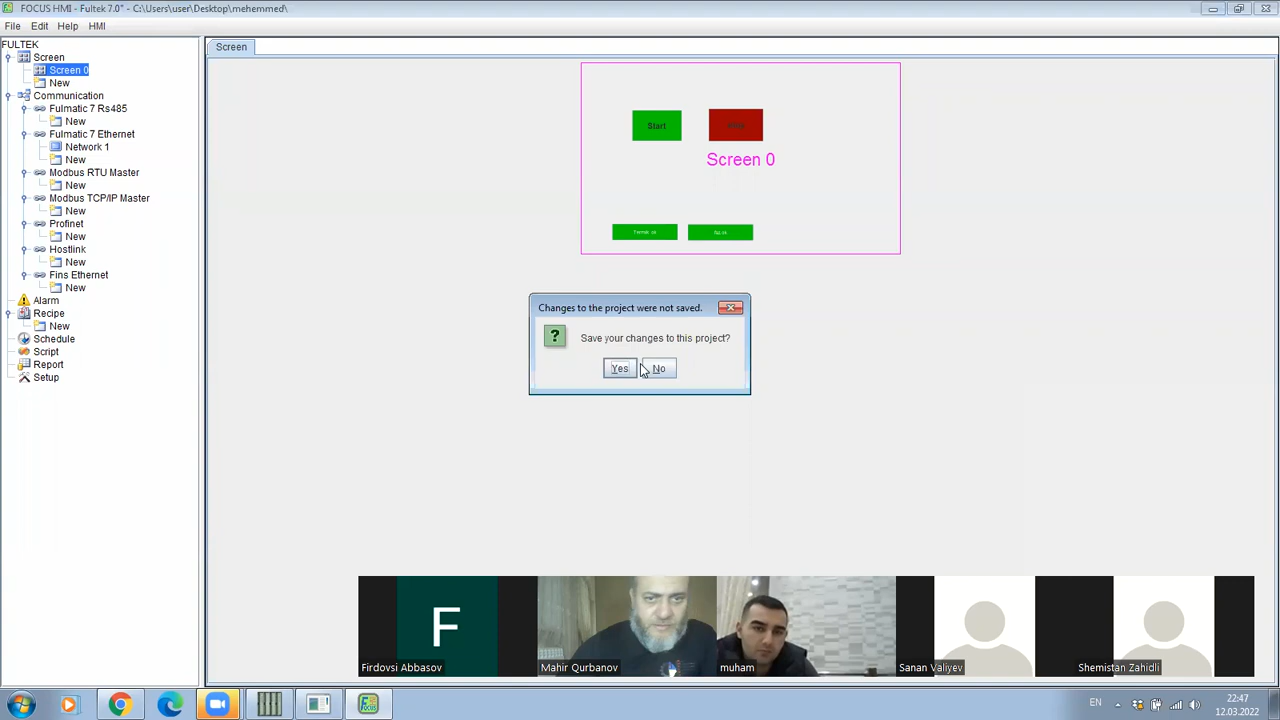 FOCUS HMI - Fultek 7.0" - C:\Users\user\Desktop\mehemmed\
File Edit Help HMI
FULTEK
Screen
Screen 0
New
Communication
Fulmatic 7 Rs485
New
Fulmatic 7 Ethernet
Network 1
New
Modbus RTU Master
New
Modbus TCP/IP Master
New
Profinet
New
Hostlink
New
Fins Ethernet
New
Alarm
Recipe
New
Schedule
Script
Report
Setup
Screen
Start
Screen 0
Changes to the project were not saved.
Save your changes to this project?
Yes No
F
Firdovsi Abbasov
Mahir Qurbanov
muham
Sanan Valiyev
Shemistan Zahidli
FOCUS
EN
22:47
12.03.2022